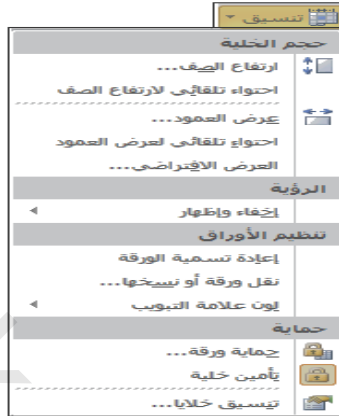 تنسيق
حجم الخلية
ارتفاع الصف...
احتواء تلقائي لارتفاع الصف
عرض العمود...
احتواء تلقائي لعرض العمود
العرض الافتراضي...
الرؤية
إخفاء وإظهار
تنظيم الأوراق
إعادة تسمية الورقة
نقل ورقة أو نسخها...
لون علامة التبويب
حماية
حماية ورقة...
تأمين خلية
تنسيق خلايا...